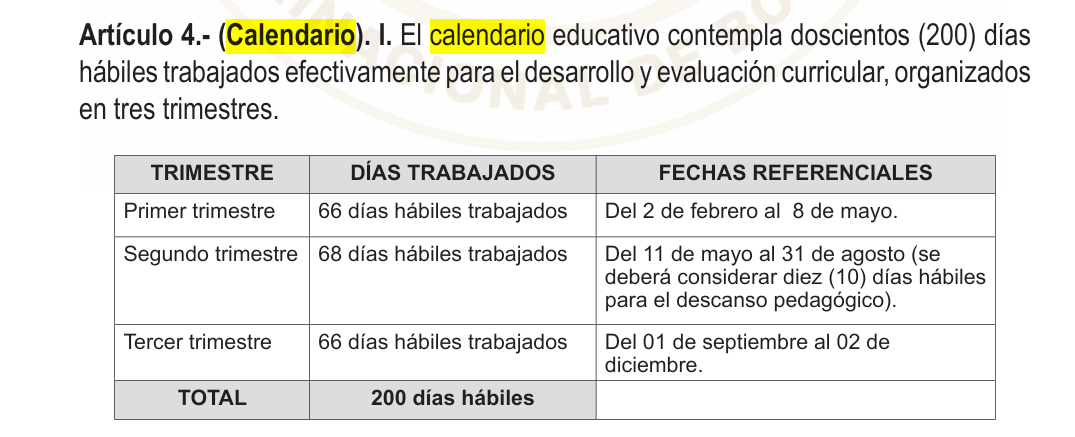 Artículo 4.- (Calendario). I. El calendario educativo contempla doscientos (200) días
hábiles trabajados efectivamente para el desarrollo y evaluación curricular, organizados
en tres trimestres.
TRIMESTRE DÍAS TRABAJADOS FECHAS REFERENCIALES
Primer trimestre 66 días hábiles trabajados Del 2 de febrero al 8 de mayo.
Segundo trimestre 68 días hábiles trabajados Del 11 de mayo al 31 de agosto (se
deberá considerar diez (10) días hábiles
para el descanso pedagógico).
Tercer trimestre 66 días hábiles trabajados Del 01 de septiembre al 02 de
diciembre.
TOTAL 200 días hábiles